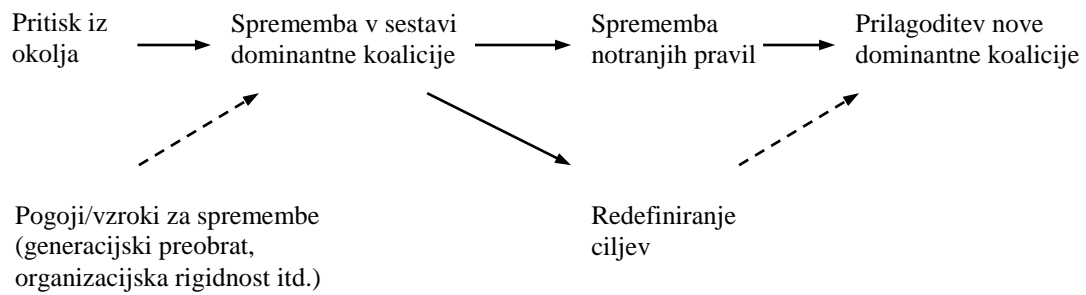 Pritisk iz
okolja
Sprememba v sestavi
dominantne koalicije
Sprememba
notranjih pravil
Prilagoditev nove
dominantne koalicije
Pogoji/vzroki za spremembe
(generacijski preobrat,
organizacijska rigidnost itd.)
Redefiniranje
ciljev